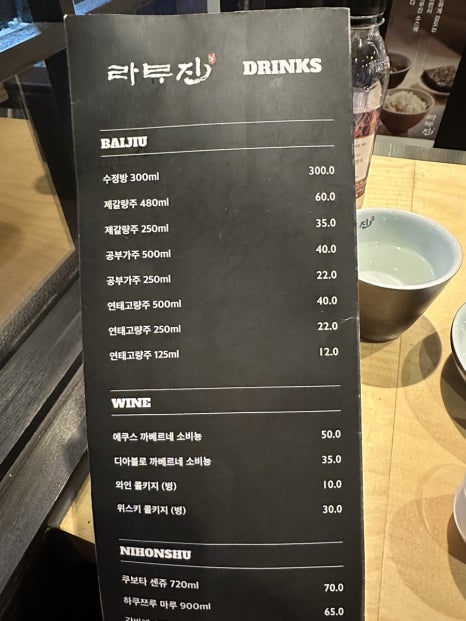 라무진 DRINKS
BAIJIU
수정방 300ml 300.0
제갈량주 480ml 60.0
제갈량주 250ml 35.0
공부가주 500ml 40.0
공부가주 250ml 22.0
연태고량주 500ml 40.0
연태고량주 250ml 22.0
연태고량주 125ml 12.0
WINE
에쿠스 까베르네 소비뇽 50.0
디아블로 까베르네 소비뇽 35.0
와인 콜키지 (병) 10.0
위스키 콜키지 (병) 30.0
NIHONSHU
쿠보타 센쥬 720ml 70.0
하쿠쯔루 마루 900ml 65.0